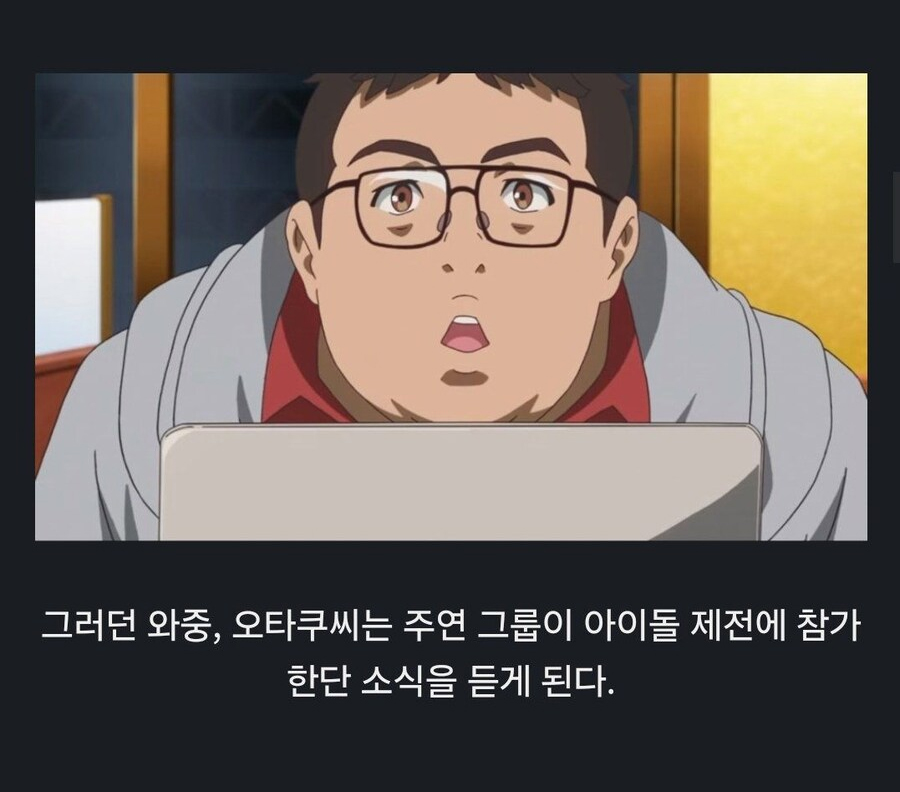 그러던 와중, 오타쿠씨는 주연 그룹이 아이돌 제전에 참가
한단 소식을 듣게 된다.